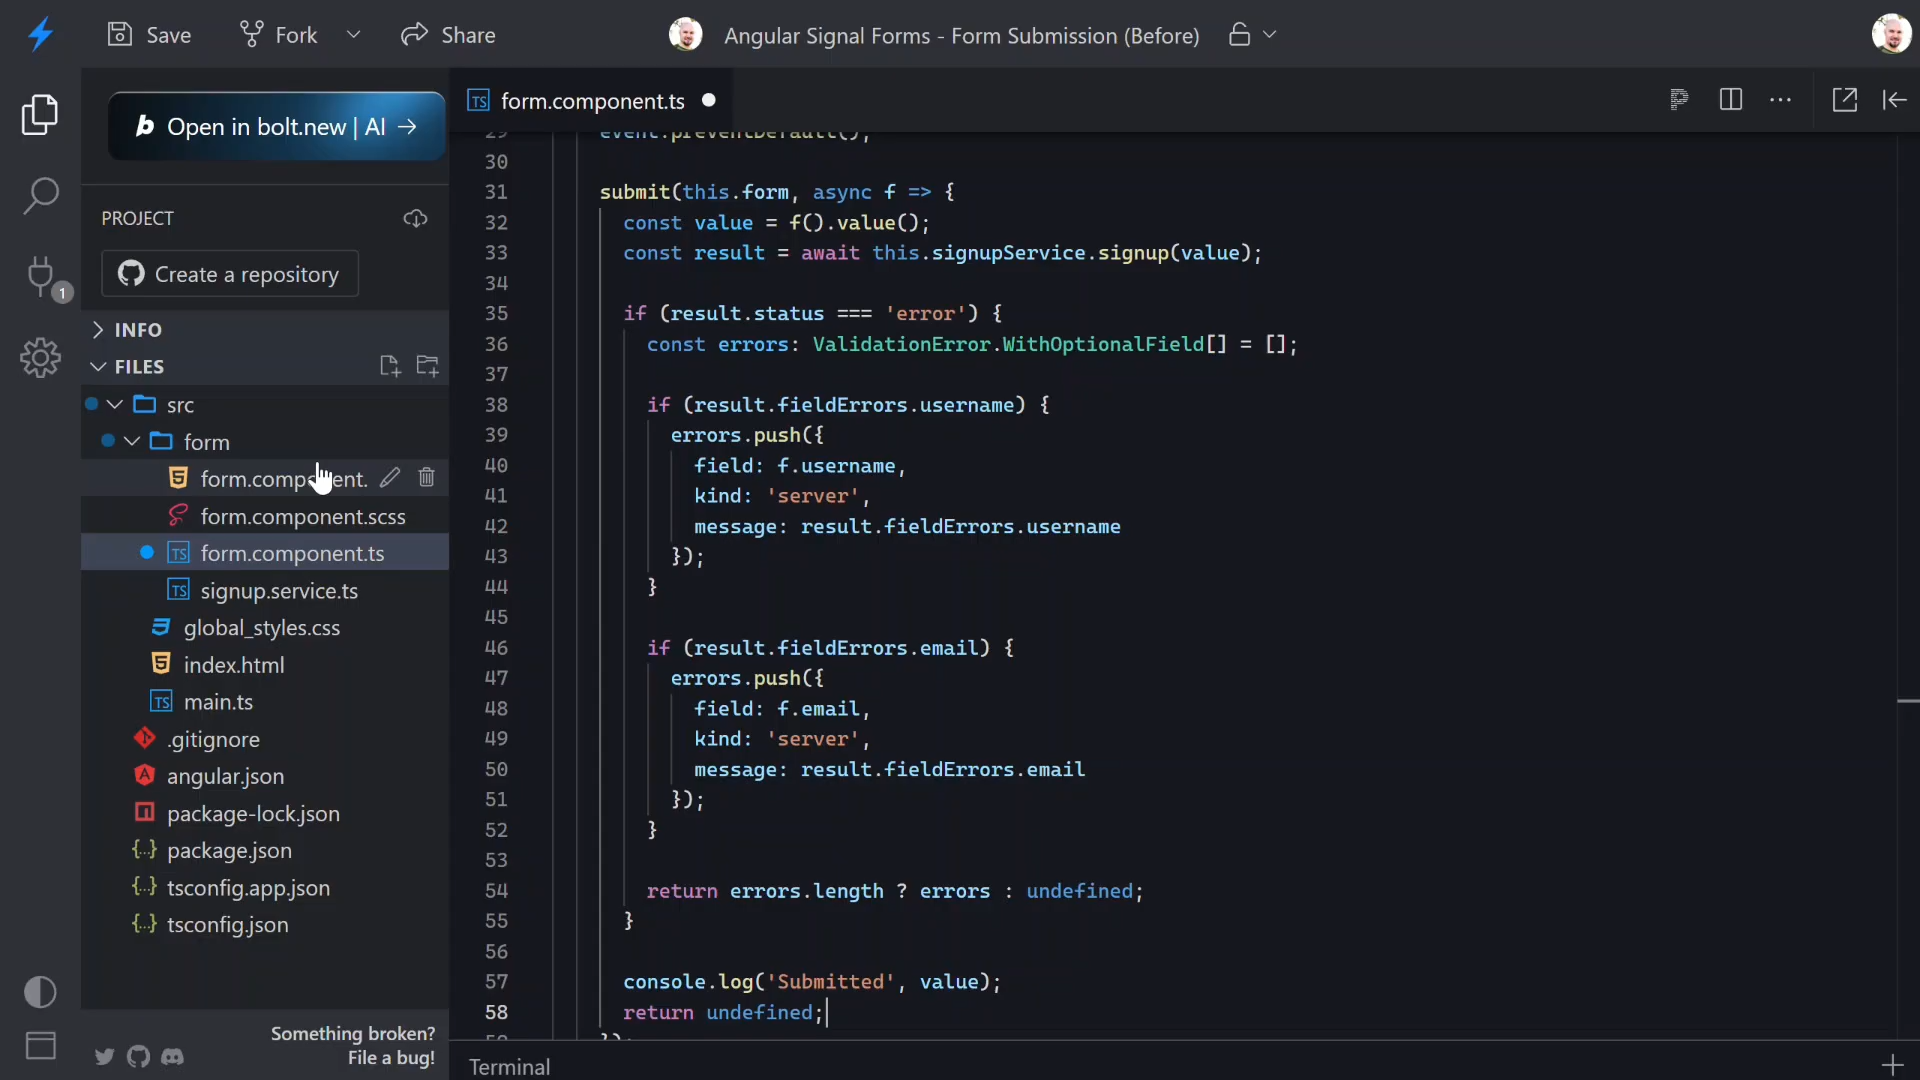 Save
Fork
Share
Angular Signal Forms - Form Submission (Before)
Open in bolt.new | AI →
form.component.ts
PROJECT
Create a repository
1
INFO
FILES
src
form
form.component.
form.component.scss
form.component.ts
signup.service.ts
global_styles.css
index.html
main.ts
.gitignore
angular.json
package-lock.json
package.json
tsconfig.app.json
tsconfig.json
Something broken?
File a bug!
29 event.preventDefault();
30
31 submit(this.form, async f => {
32 const value = f().value();
33 const result = await this.signupService.signup(value);
34
35 if (result.status === 'error') {
36 const errors: ValidationError.WithOptionalField[] = [];
37
38 if (result.fieldErrors.username) {
39 errors.push({
40 field: f.username,
41 kind: 'server',
42 message: result.fieldErrors.username
43 });
44 }
45
46 if (result.fieldErrors.email) {
47 errors.push({
48 field: f.email,
49 kind: 'server',
50 message: result.fieldErrors.email
51 });
52 }
53
54 return errors.length ? errors : undefined;
55 }
56
57 console.log('Submitted', value);
58 return undefined;
Terminal